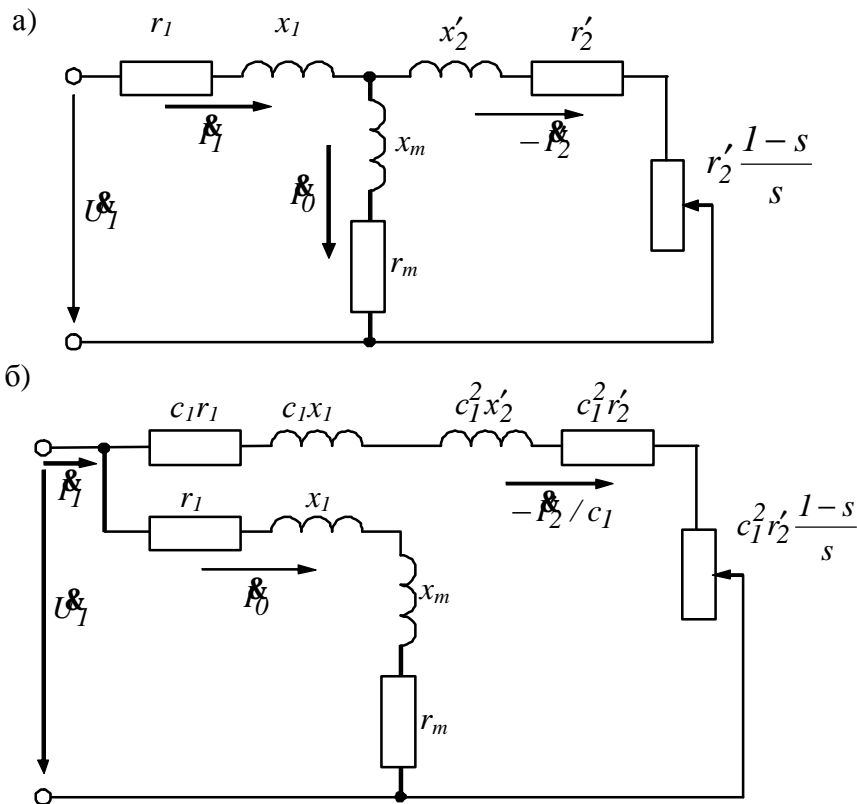 а)
r₁
x₁
x′₂
r′₂
I&₁
– I&′₂
xₘ
r′₂ (1 – s)/s
I&₀
U&₁
rₘ
б)
c₁r₁
c₁x₁
c₁²x′₂
c₁²r′₂
I&₁
r₁
x₁
– I&′₂ / c₁
c₁²r′₂ (1 – s)/s
I&₀
xₘ
U&₁
rₘ